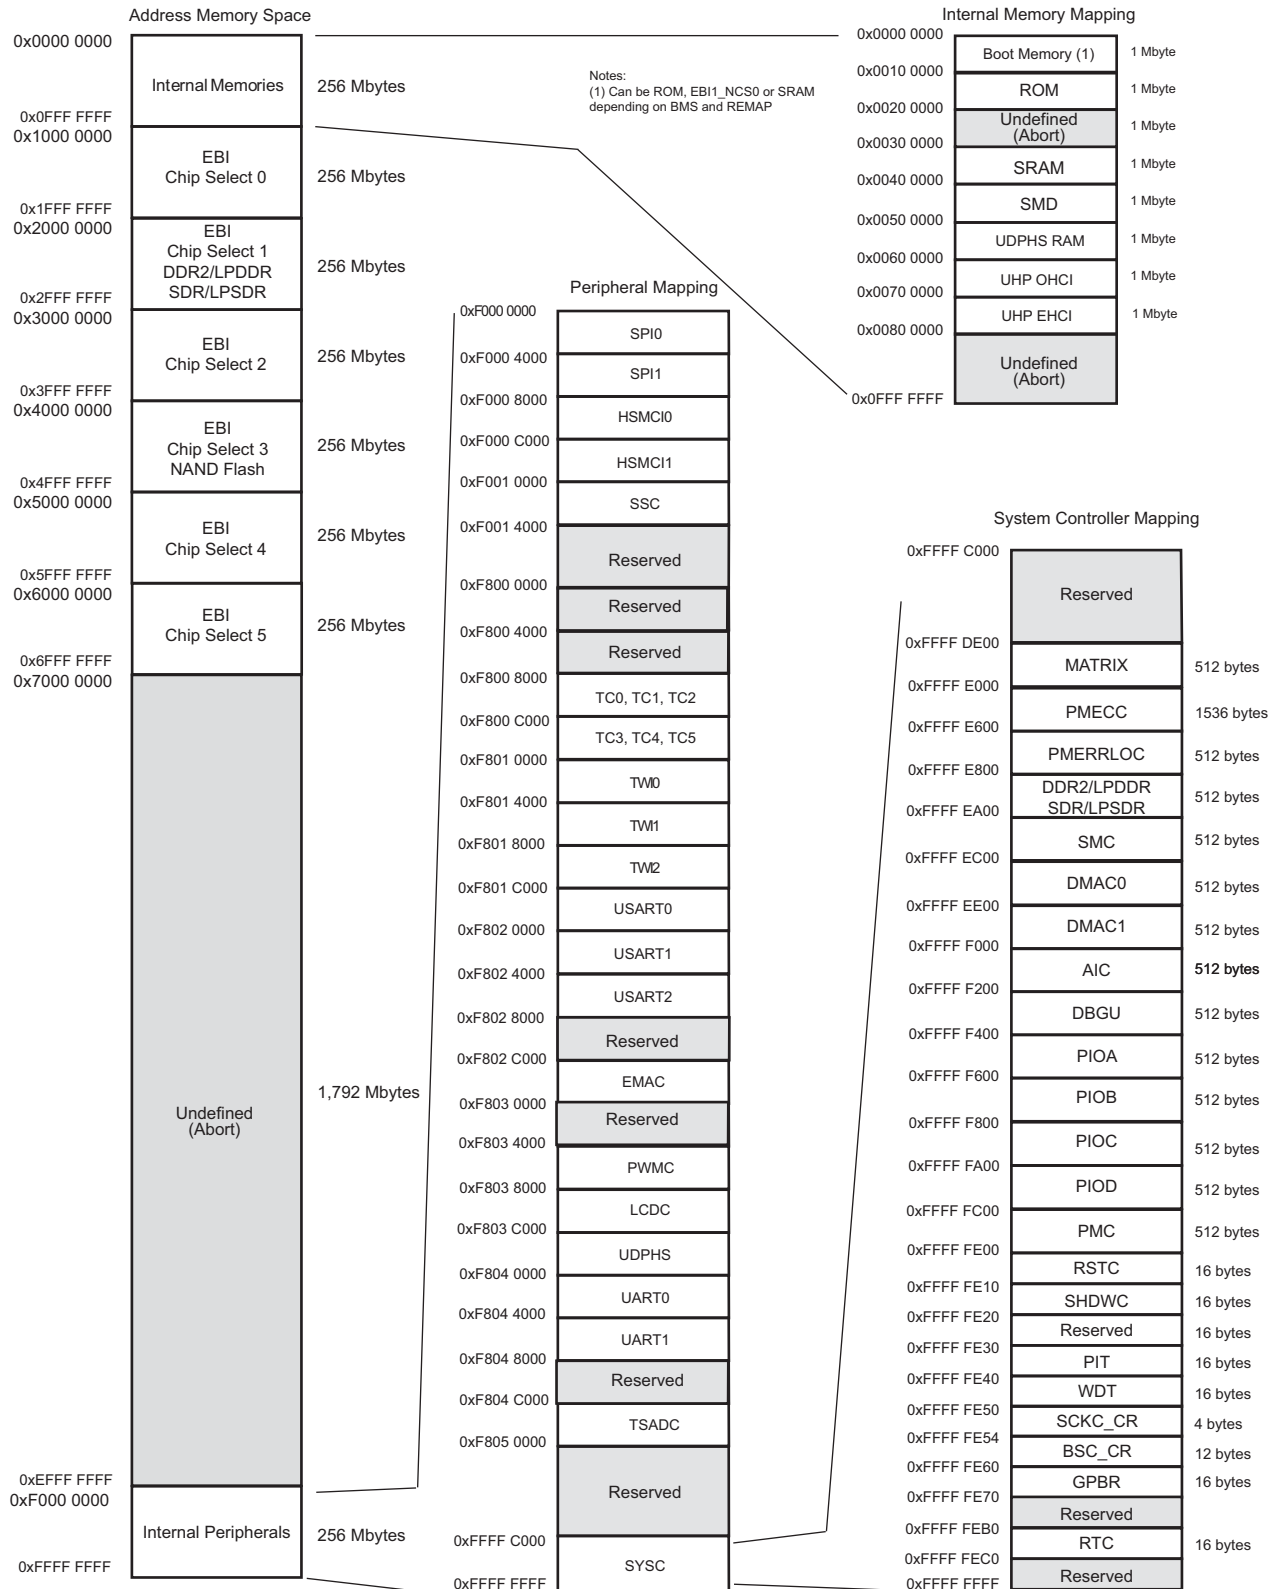 Address Memory Space
0x0000 0000
Internal Memories
256 Mbytes
0x0FFF FFFF
0x1000 0000
EBI
Chip Select 0
256 Mbytes
0x1FFF FFFF
0x2000 0000
EBI
Chip Select 1
DDR2/LPDDR
SDR/LPSDR
256 Mbytes
0x2FFF FFFF
0x3000 0000
EBI
Chip Select 2
256 Mbytes
0x3FFF FFFF
0x4000 0000
EBI
Chip Select 3
NAND Flash
256 Mbytes
0x4FFF FFFF
0x5000 0000
EBI
Chip Select 4
256 Mbytes
0x5FFF FFFF
0x6000 0000
EBI
Chip Select 5
256 Mbytes
0x6FFF FFFF
0x7000 0000
Undefined
(Abort)
1,792 Mbytes
0xEFFF FFFF
0xF000 0000
Internal Peripherals
256 Mbytes
0xFFFF FFFF
Notes:
(1) Can be ROM, EBI1_NCS0 or SRAM
depending on BMS and REMAP
Peripheral Mapping
0xF000 0000
SPI0
0xF000 4000
SPI1
0xF000 8000
HSMCI0
0xF000 C000
HSMCI1
0xF001 0000
SSC
0xF001 4000
Reserved
0xF800 0000
Reserved
0xF800 4000
Reserved
0xF800 8000
TC0, TC1, TC2
0xF800 C000
TC3, TC4, TC5
0xF801 0000
TWI0
0xF801 4000
TWI1
0xF801 8000
TWI2
0xF801 C000
USART0
0xF802 0000
USART1
0xF802 4000
USART2
0xF802 8000
Reserved
0xF802 C000
EMAC
0xF803 0000
Reserved
0xF803 4000
PWMC
0xF803 8000
LCDC
0xF803 C000
UDPHS
0xF804 0000
UART0
0xF804 4000
UART1
0xF804 8000
Reserved
0xF804 C000
TSADC
0xF805 0000
Reserved
0xFFFF C000
SYSC
0xFFFF FFFF
Internal Memory Mapping
0x0000 0000
Boot Memory (1)
1 Mbyte
0x0010 0000
ROM
1 Mbyte
0x0020 0000
Undefined
(Abort)
1 Mbyte
0x0030 0000
SRAM
1 Mbyte
0x0040 0000
SMD
1 Mbyte
0x0050 0000
UDPHS RAM
1 Mbyte
0x0060 0000
UHP OHCI
1 Mbyte
0x0070 0000
UHP EHCI
1 Mbyte
0x0080 0000
Undefined
(Abort)
0x0FFF FFFF
System Controller Mapping
0xFFFF C000
Reserved
0xFFFF DE00
MATRIX
512 bytes
0xFFFF E000
PMECC
1536 bytes
0xFFFF E600
PMERRLOC
512 bytes
0xFFFF E800
DDR2/LPDDR
SDR/LPSDR
512 bytes
0xFFFF EA00
SMC
512 bytes
0xFFFF EC00
DMAC0
512 bytes
0xFFFF EE00
DMAC1
512 bytes
0xFFFF F000
AIC
512 bytes
0xFFFF F200
DBGU
512 bytes
0xFFFF F400
PIOA
512 bytes
0xFFFF F600
PIOB
512 bytes
0xFFFF F800
PIOC
512 bytes
0xFFFF FA00
PIOD
512 bytes
0xFFFF FC00
PMC
512 bytes
0xFFFF FE00
RSTC
16 bytes
0xFFFF FE10
SHDWC
16 bytes
0xFFFF FE20
Reserved
16 bytes
0xFFFF FE30
PIT
16 bytes
0xFFFF FE40
WDT
16 bytes
0xFFFF FE50
SCKC_CR
4 bytes
0xFFFF FE54
BSC_CR
12 bytes
0xFFFF FE60
GPBR
16 bytes
0xFFFF FE70
Reserved
0xFFFF FEB0
RTC
16 bytes
0xFFFF FEC0
Reserved
0xFFFF FFFF